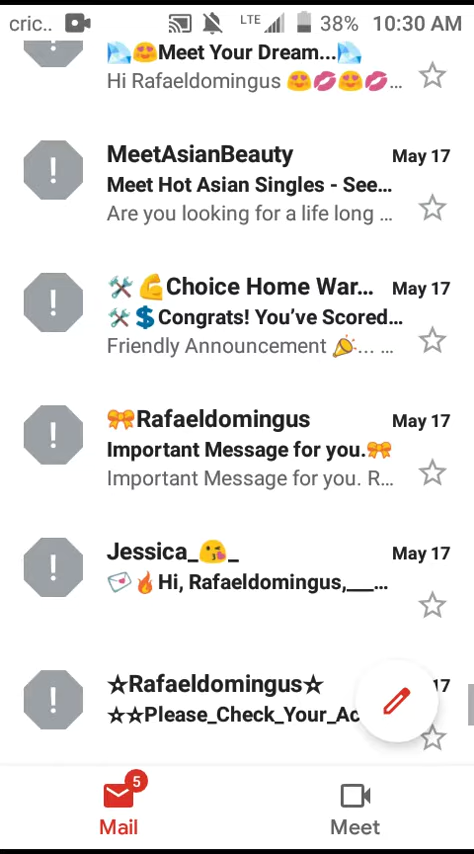 cric.. LTE 38% 10:30 AM
💎😍Meet Your Dream...💎
Hi Rafaeldomingus 😍💋😍💋...
MeetAsianBeauty May 17
Meet Hot Asian Singles - See...
Are you looking for a life long ...
🛠️💪Choice Home War... May 17
🛠️💲Congrats! You’ve Scored...
Friendly Announcement 🎉... ...
🎀Rafaeldomingus May 17
Important Message for you.🎀
Important Message for you. R...
Jessica_😘_ May 17
💌🔥Hi, Rafaeldomingus,___...
☆Rafaeldomingus☆ 17
☆☆Please_Check_Your_Ac
5
Mail Meet